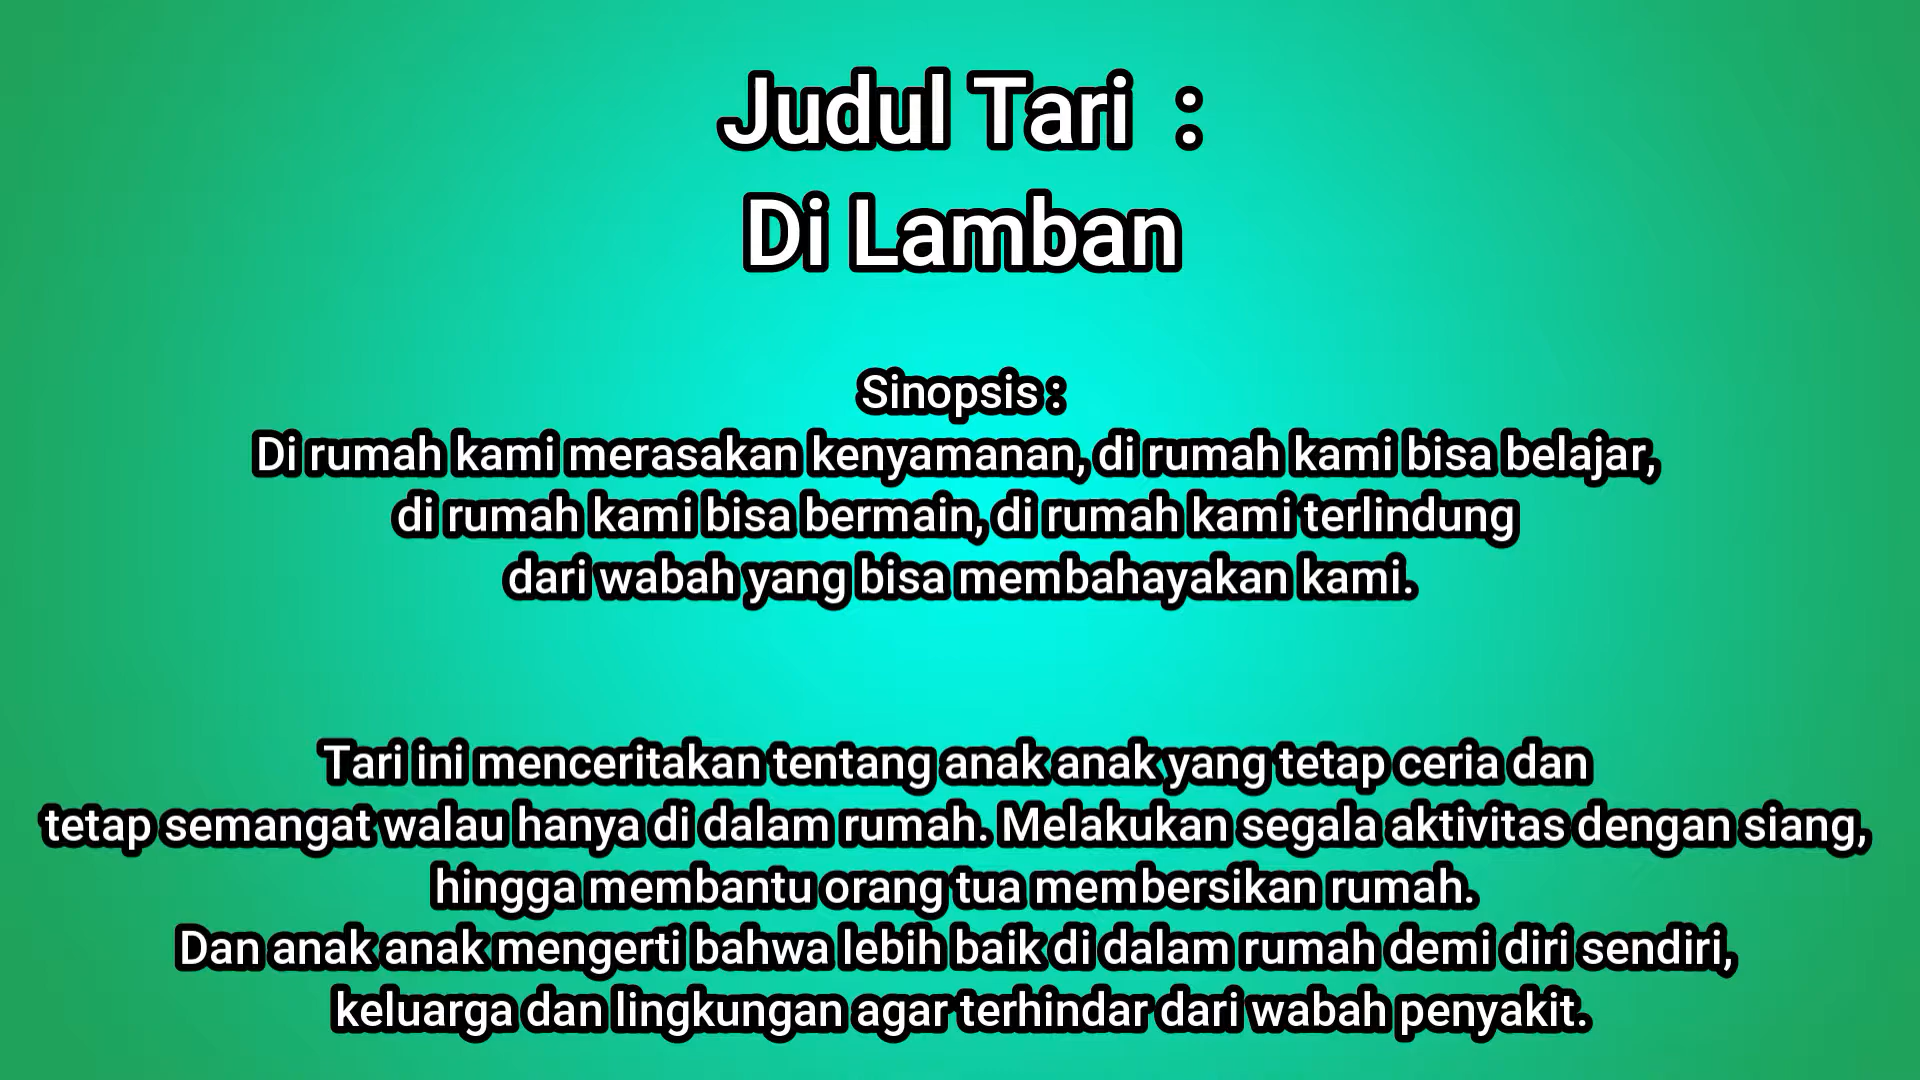 Judul Tari :
Di Lamban
Sinopsis :
Di rumah kami merasakan kenyamanan, di rumah kami bisa belajar,
di rumah kami bisa bermain, di rumah kami terlindung
dari wabah yang bisa membahayakan kami.
Tari ini menceritakan tentang anak anak yang tetap ceria dan
tetap semangat walau hanya di dalam rumah. Melakukan segala aktivitas dengan siang,
hingga membantu orang tua membersikan rumah.
Dan anak anak mengerti bahwa lebih baik di dalam rumah demi diri sendiri,
keluarga dan lingkungan agar terhindar dari wabah penyakit.